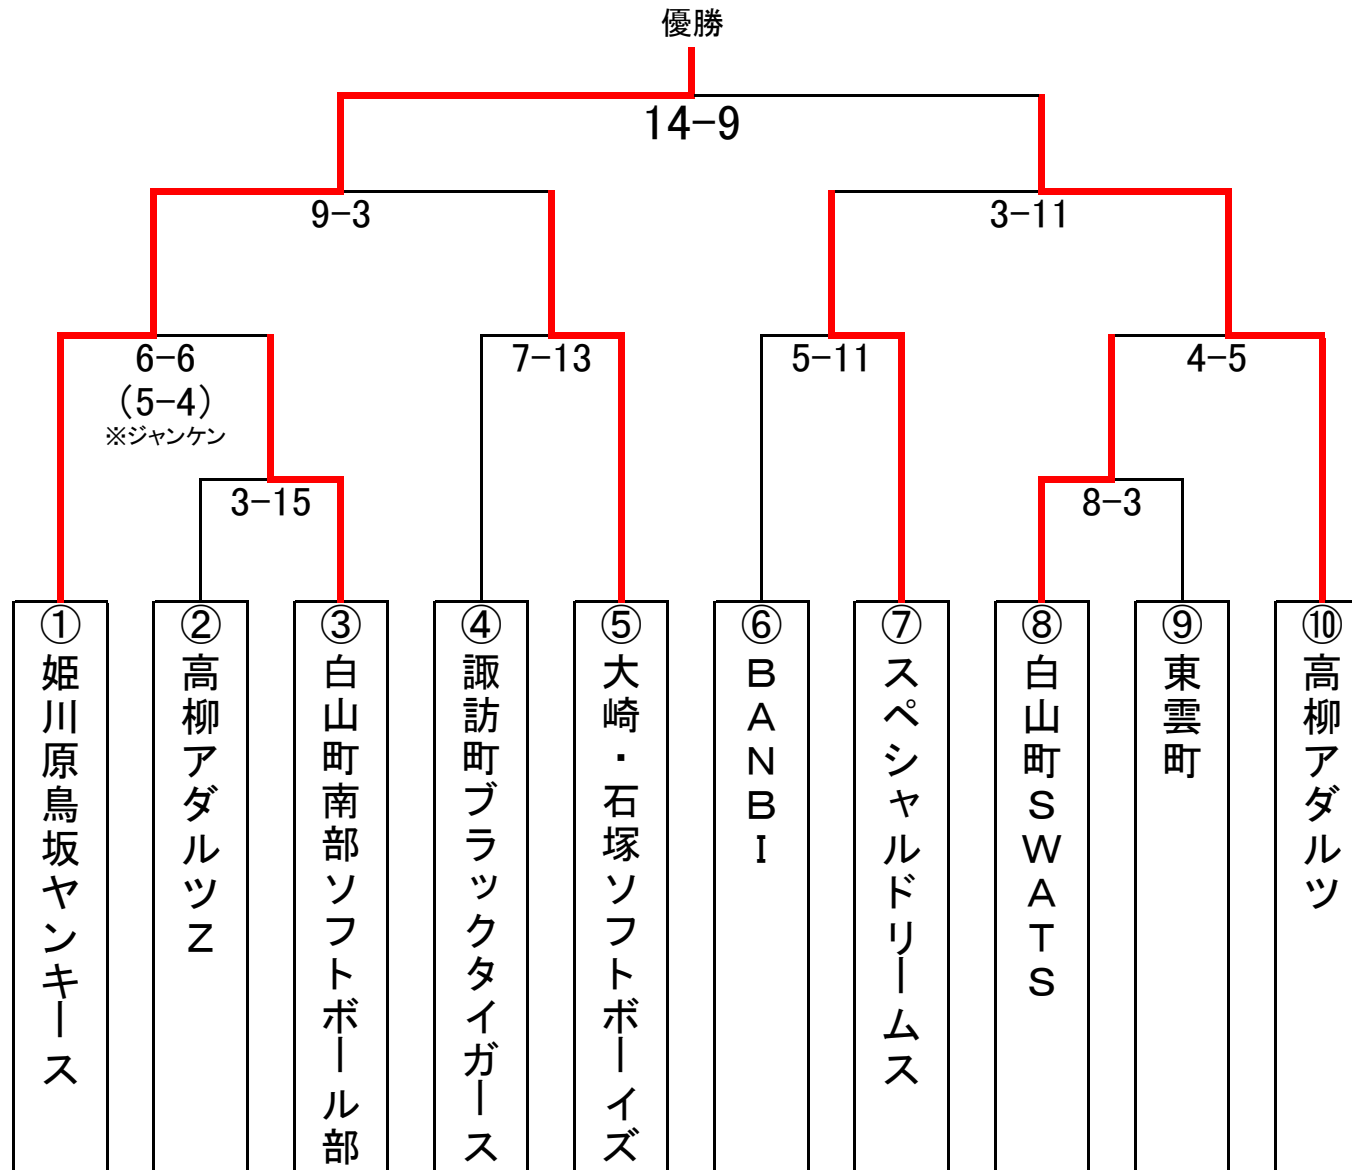 優勝
14-9
9-3
3-11
6-6
(5-4)
※ジャンケン
7-13
5-11
4-5
3-15
8-3
①姫川原鳥坂ヤンキース
②高柳アダルツZ
③白山町南部ソフトボール部
④諏訪町ブラックタイガース
⑤大崎・石塚ソフトボーイズ
⑥BANBI
⑦スペシャルドリームス
⑧白山町SWATS
⑨東雲町
⑩高柳アダルツ